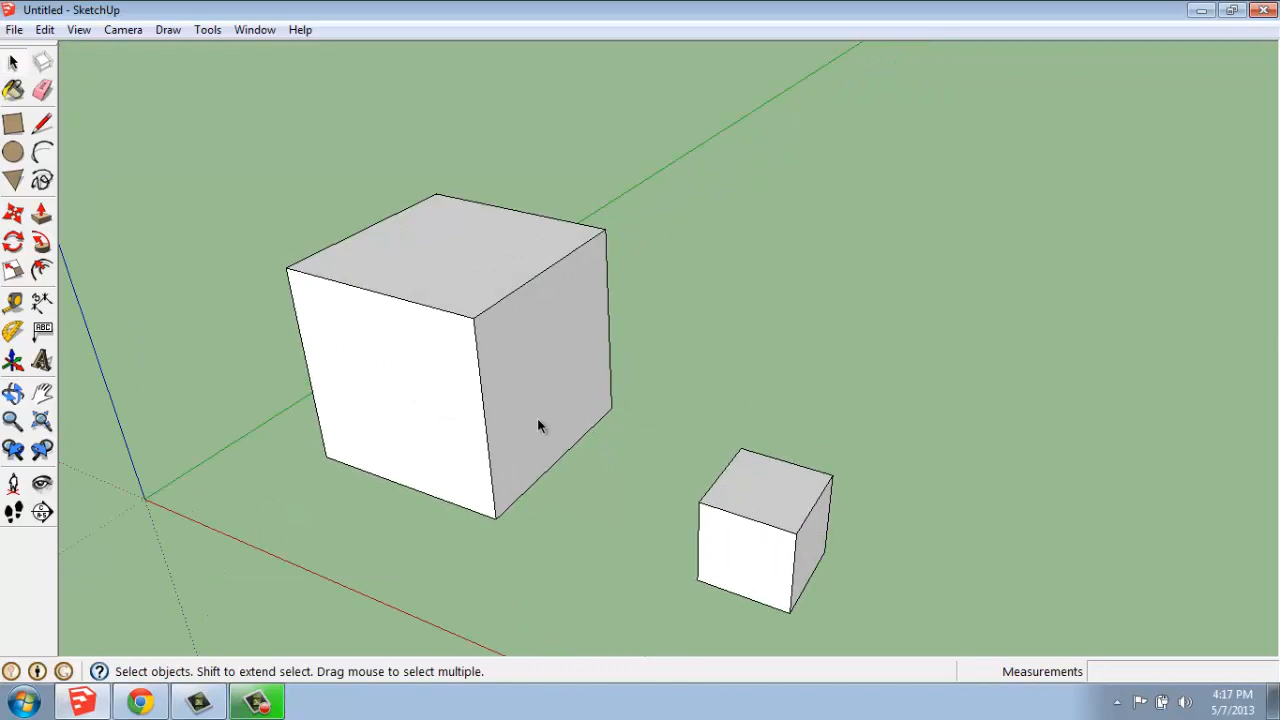 Untitled - SketchUp
File Edit View Camera Draw Tools Window Help
ABC
Select objects. Shift to extend select. Drag mouse to select multiple.
Measurements
4:17 PM
5/7/2013